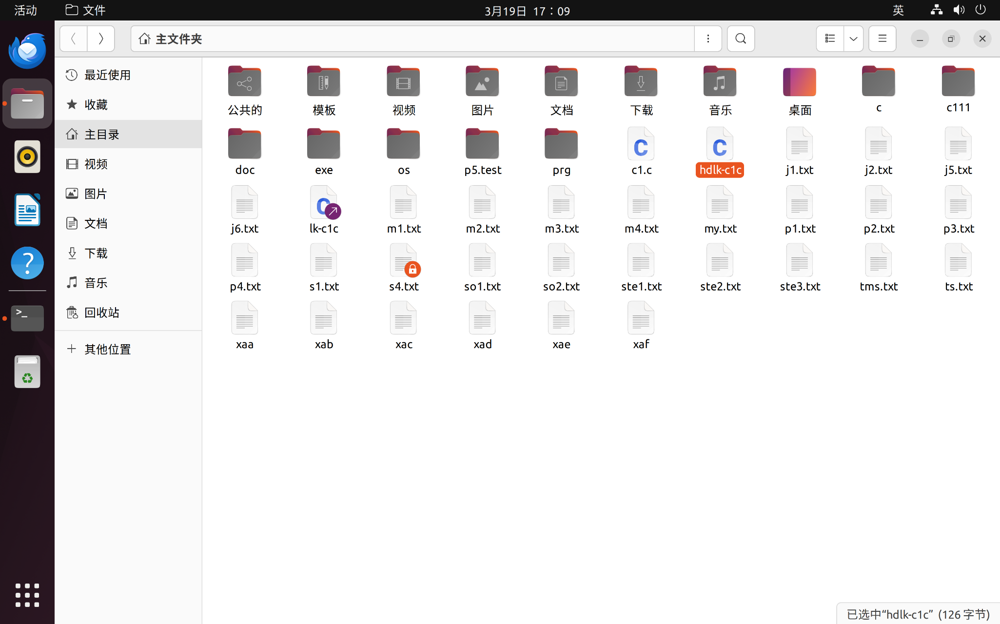 活动 文件 3月19日 17：09 英
主文件夹
最近使用
收藏
主目录
视频
图片
文档
下载
音乐
回收站
其他位置
公共的 模板 视频 图片 文档 下载 音乐 桌面 c c111
doc exe os p5.test prg c1.c hdlk-c1c j1.txt j2.txt j5.txt
j6.txt lk-c1c m1.txt m2.txt m3.txt m4.txt my.txt p1.txt p2.txt p3.txt
p4.txt s1.txt s4.txt so1.txt so2.txt ste1.txt ste2.txt ste3.txt tms.txt ts.txt
xaa xab xac xad xae xaf
已选中“hdlk-c1c” (126 字节)